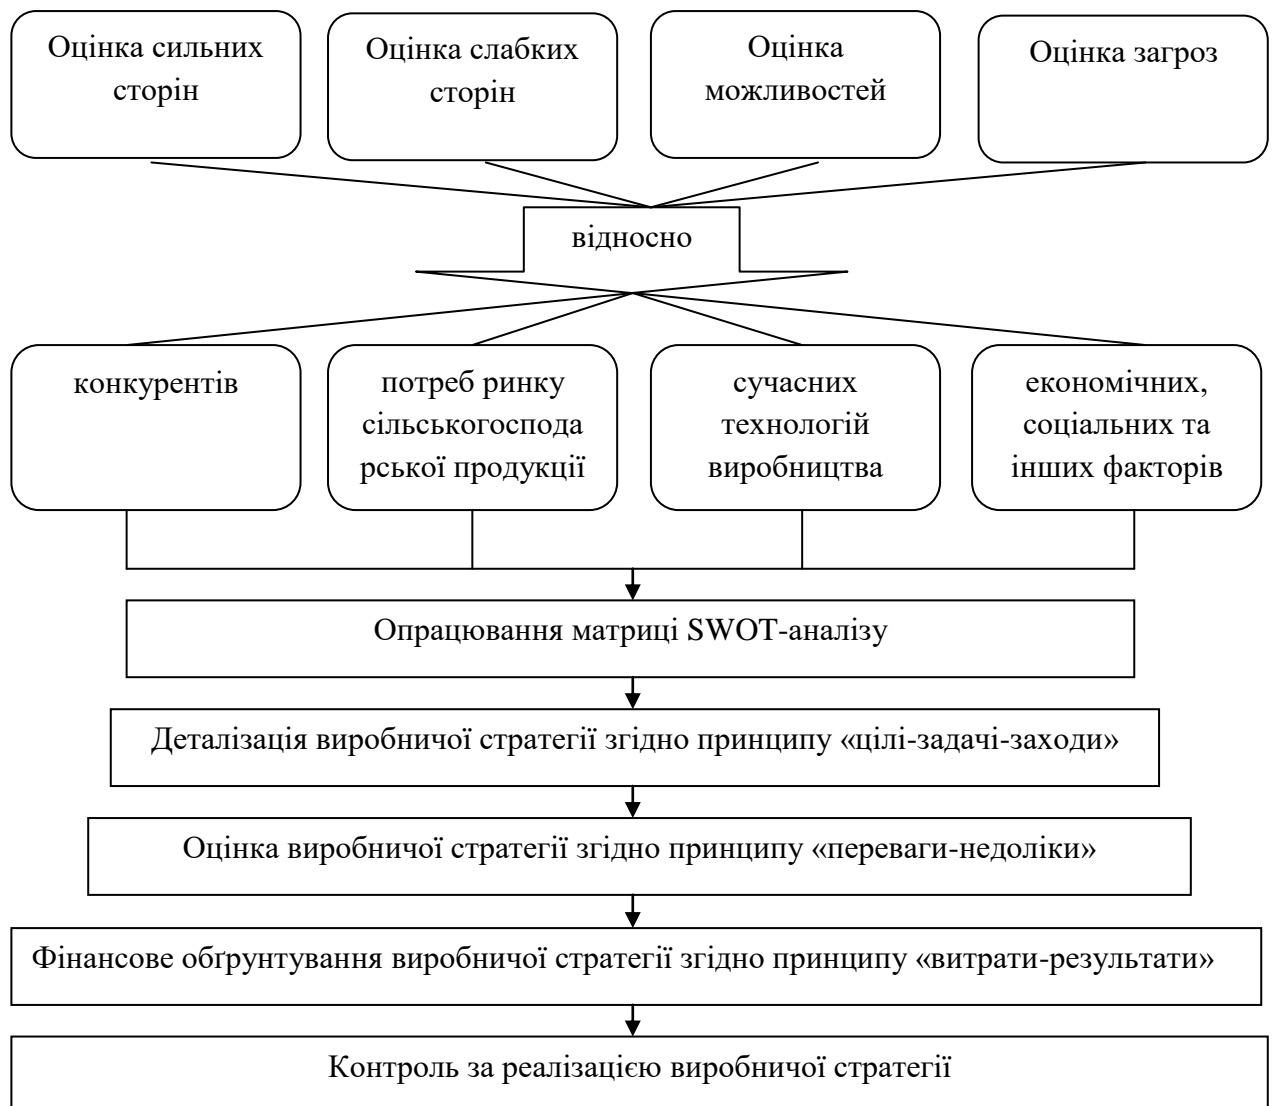 Оцінка сильних
сторін
Оцінка слабких
сторін
Оцінка
можливостей
Оцінка загроз
відносно
конкурентів
потреб ринку
сільськогоспода
рської продукції
сучасних
технологій
виробництва
економічних,
соціальних та
інших факторів
Опрацювання матриці SWOT-аналізу
Деталізація виробничої стратегії згідно принципу «цілі-задачі-заходи»
Оцінка виробничої стратегії згідно принципу «переваги-недоліки»
Фінансове обґрунтування виробничої стратегії згідно принципу «витрати-результати»
Контроль за реалізацією виробничої стратегії